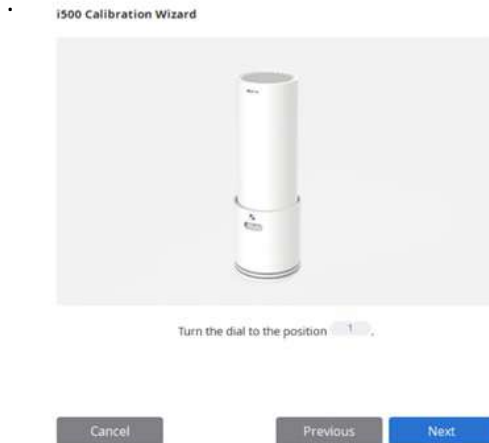 i500 Calibration Wizard
Turn the dial to the position 1 .
Cancel
Previous
Next